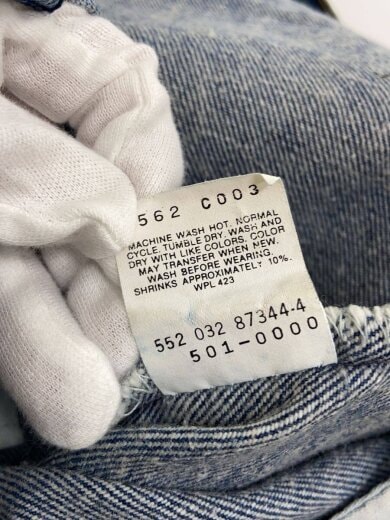 562 C003
MACHINE WASH HOT. NORMAL
CYCLE. TUMBLE DRY. WASH AND
DRY WITH LIKE COLORS. COLOR
MAY TRANSFER WHEN NEW.
WASH BEFORE WEARING.
SHRINKS APPROXIMATELY 10%.
WPL 423
552 032 87344-4
501-0000